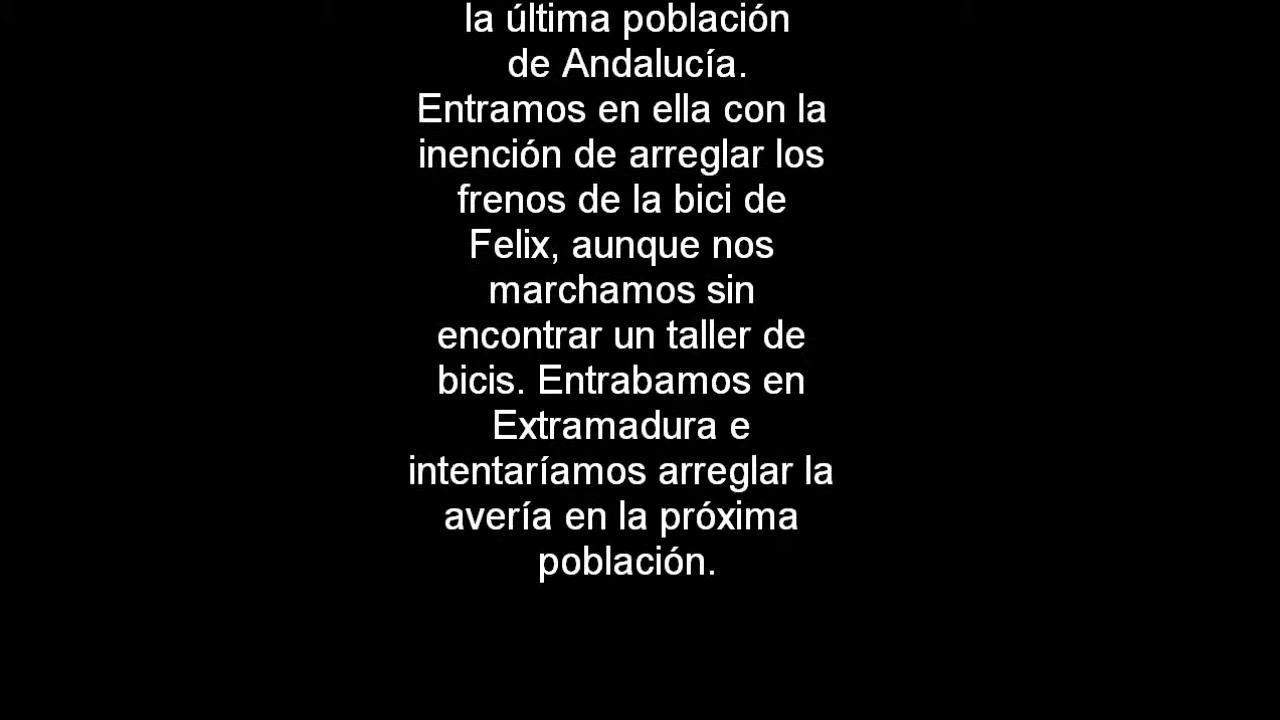 la última población
de Andalucía.
Entramos en ella con la
inención de arreglar los
frenos de la bici de
Felix, aunque nos
marchamos sin
encontrar un taller de
bicis. Entrabamos en
Extramadura e
intentaríamos arreglar la
avería en la próxima
población.